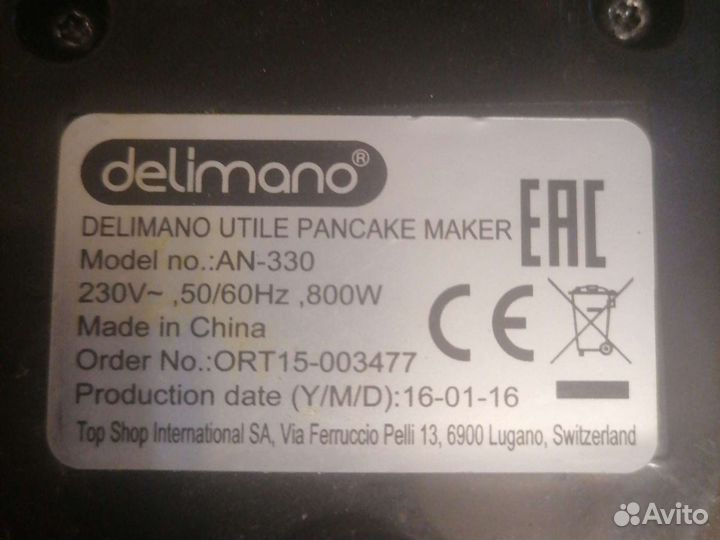 delimano®
DELIMANO UTILE PANCAKE MAKER
EAC
Model no.:AN-330
230V~ ,50/60Hz ,800W
CE
Made in China
Order No.:ORT15-003477
Production date (Y/M/D):16-01-16
Top Shop International SA, Via Ferruccio Pelli 13, 6900 Lugano, Switzerland
Avito